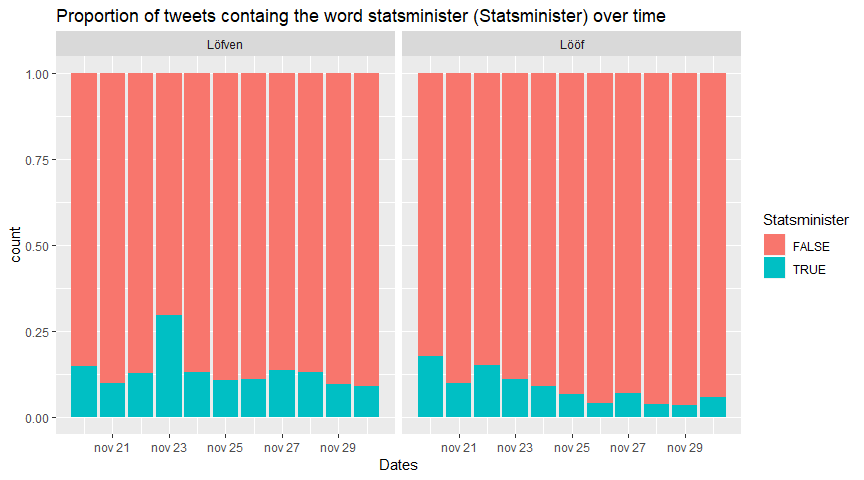 Proportion of tweets containg the word statsminister (Statsminister) over time
Löfven
Lööf
1.00
0.75
0.50
0.25
0.00
count
nov 21
nov 23
nov 25
nov 27
nov 29
nov 21
nov 23
nov 25
nov 27
nov 29
Dates
Statsminister
FALSE
TRUE